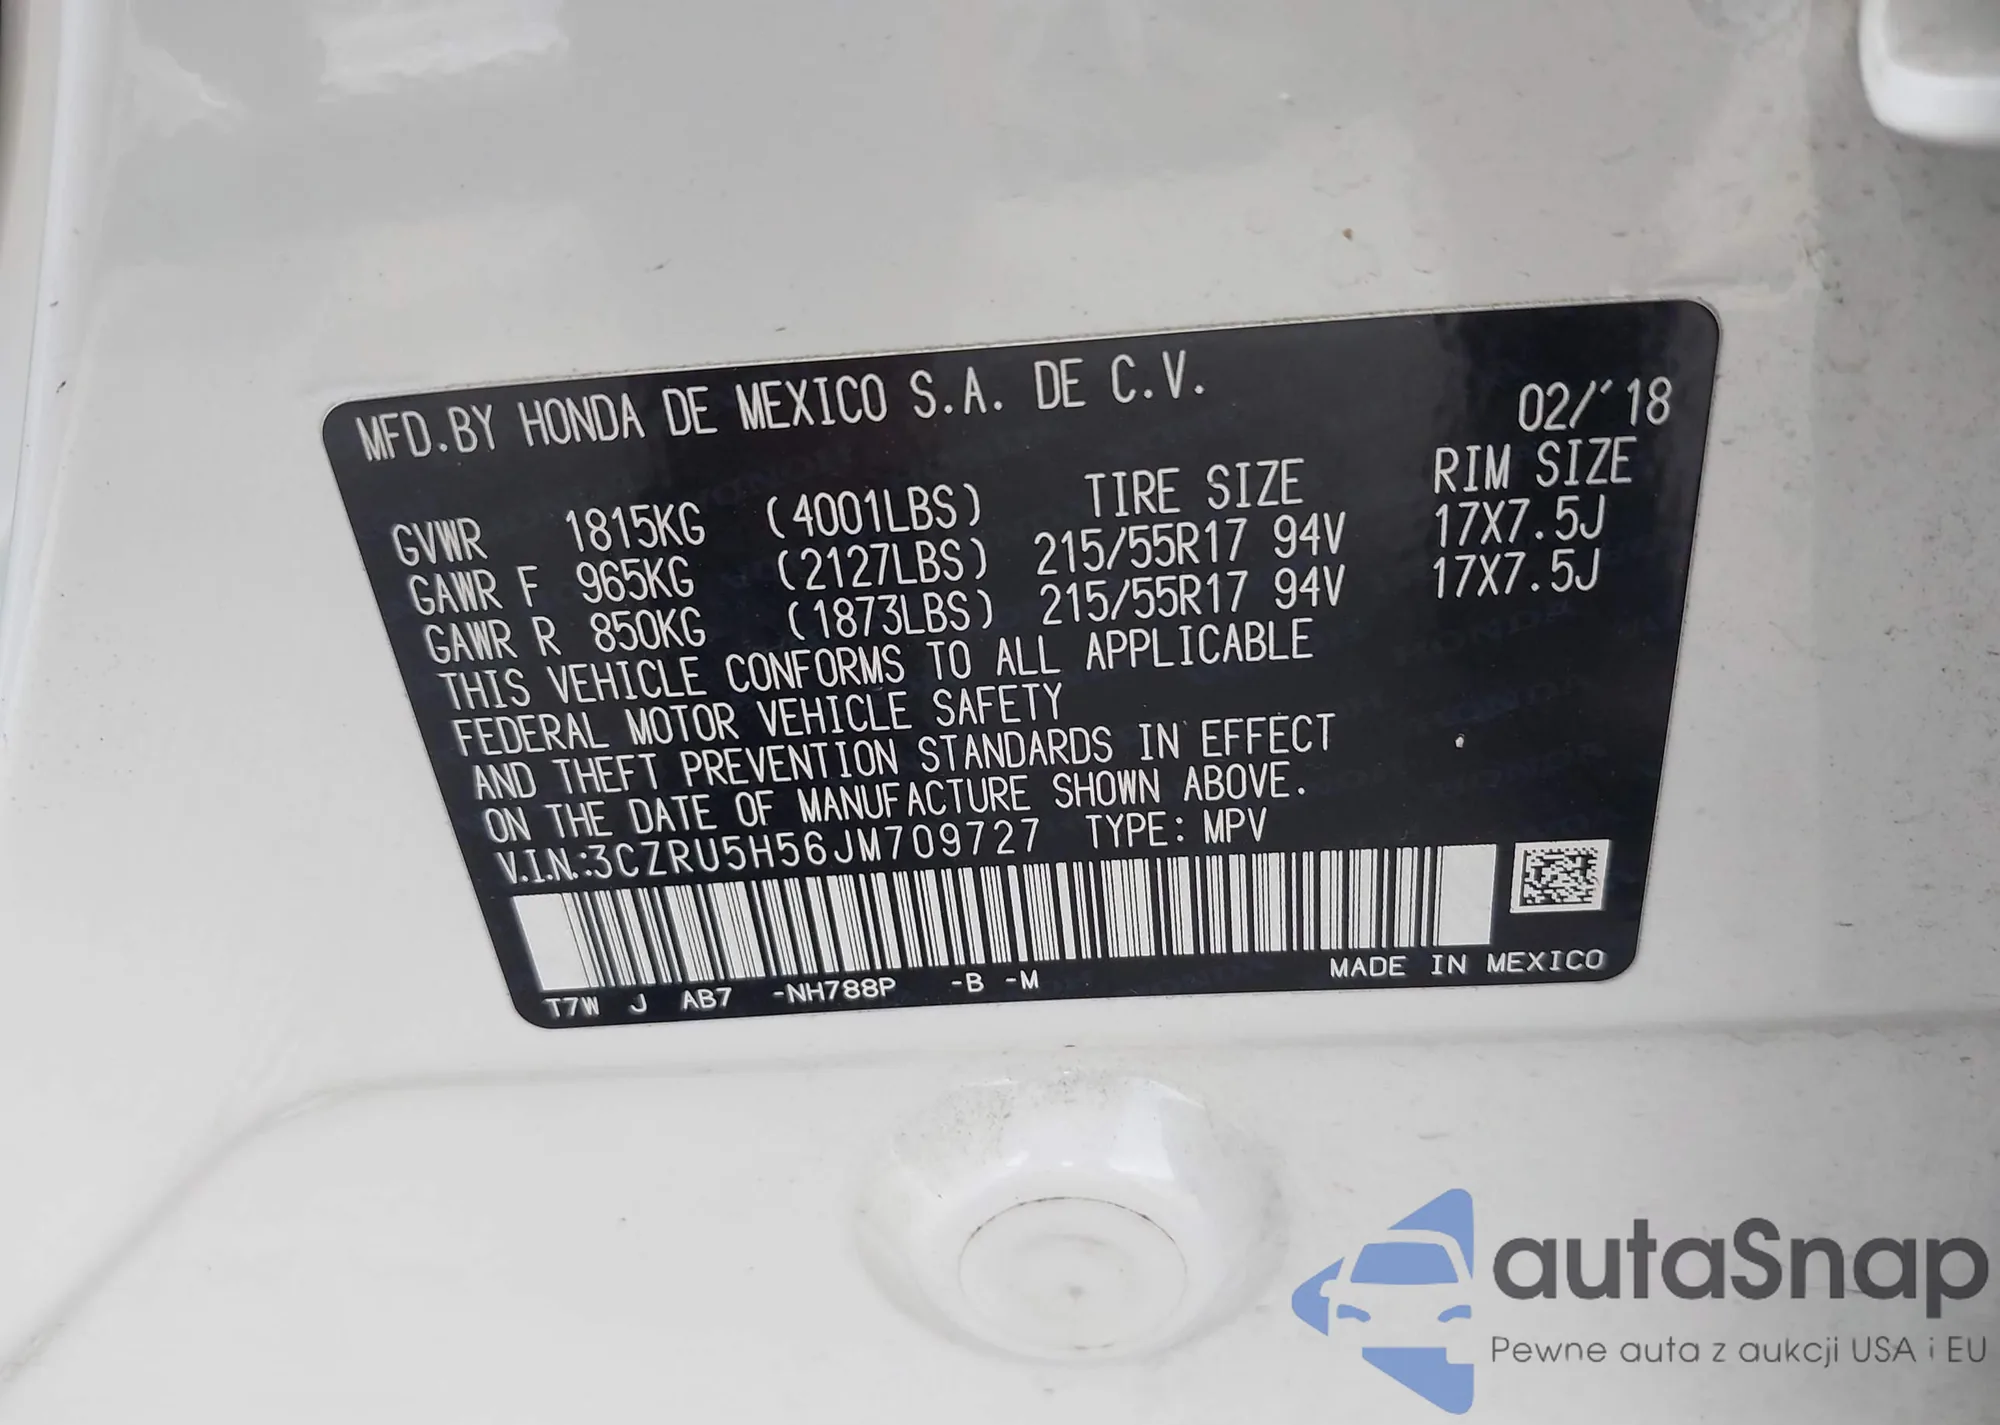 MFD.BY HONDA DE MEXICO S.A. DE C.V. 02/'18
TIRE SIZE RIM SIZE
GVWR 1815KG (4001LBS)
GAWR F 965KG (2127LBS) 215/55R17 94V 17X7.5J
GAWR R 850KG (1873LBS) 215/55R17 94V 17X7.5J
THIS VEHICLE CONFORMS TO ALL APPLICABLE
FEDERAL MOTOR VEHICLE SAFETY
AND THEFT PREVENTION STANDARDS IN EFFECT
ON THE DATE OF MANUFACTURE SHOWN ABOVE.
V.I.N.:3CZRU5H56JM709727 TYPE: MPV
T7W J AB7 -NH788P -B -M MADE IN MEXICO
autaSnap
Pewne auta z aukcji USA i EU